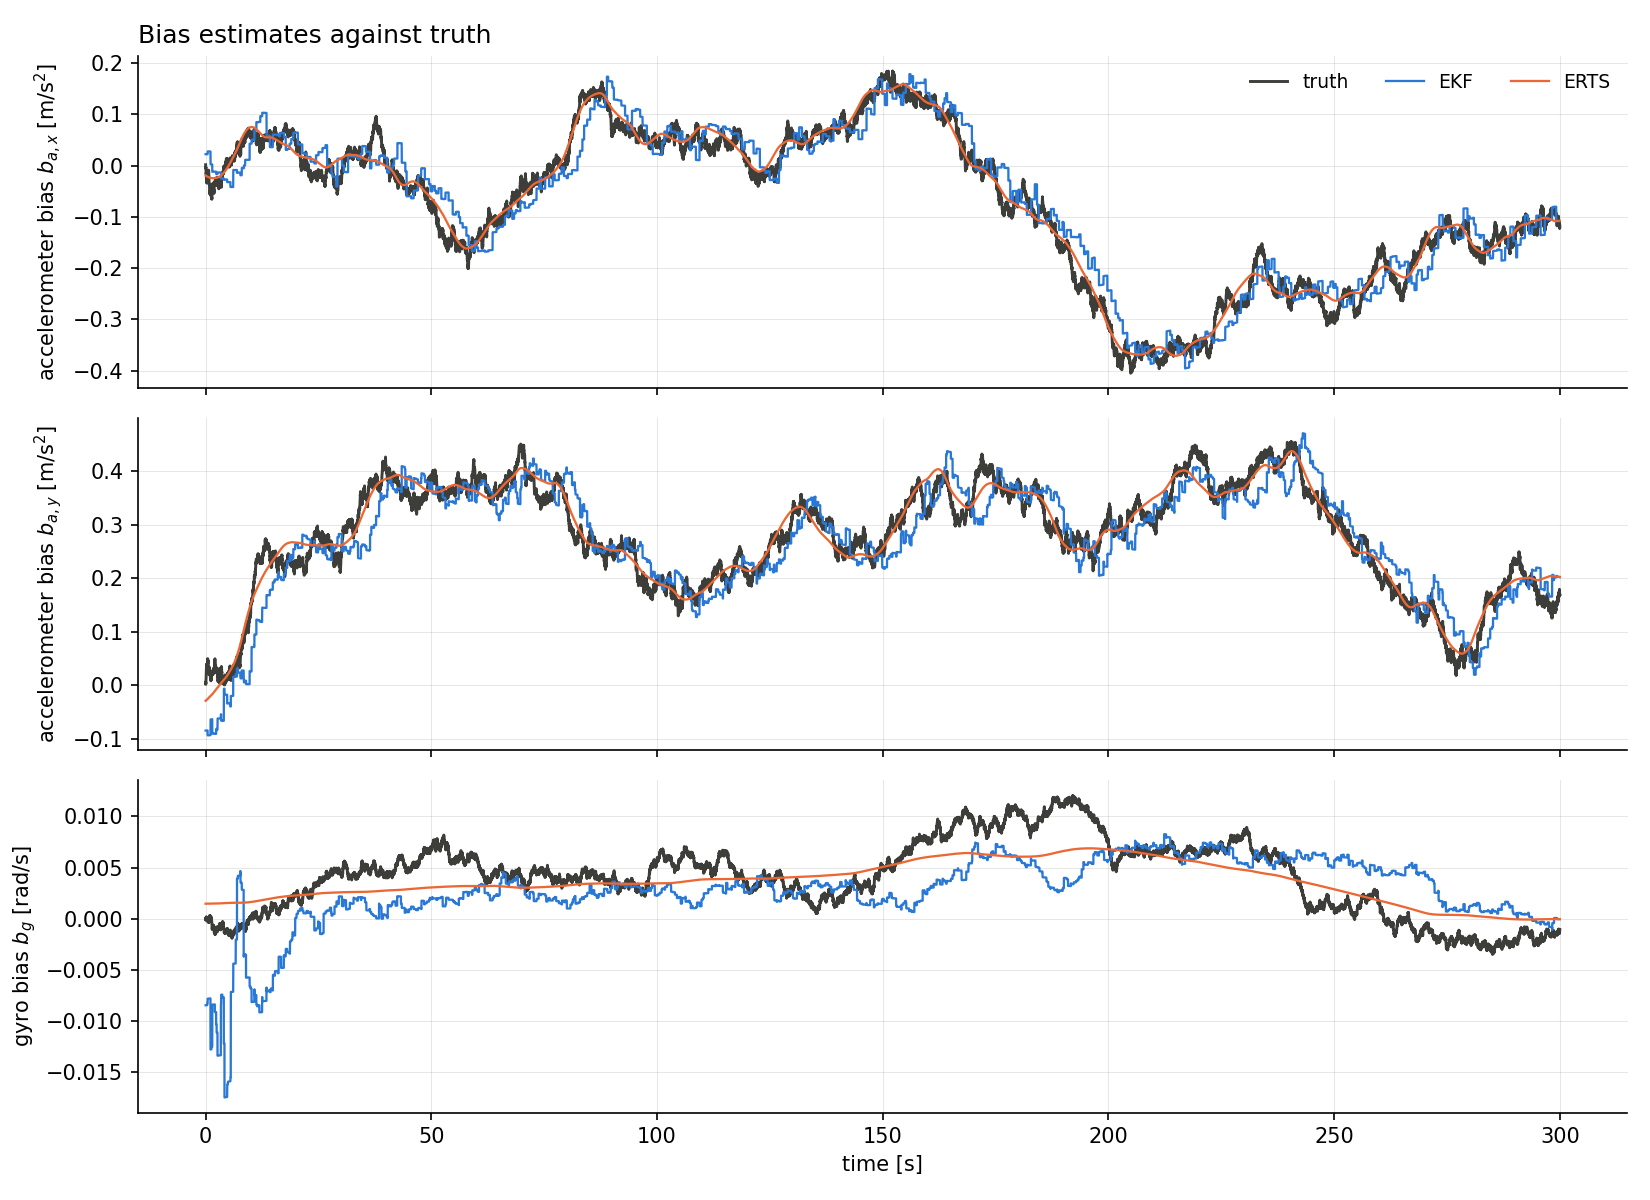 Bias estimates against truth
truth EKF ERTS
accelerometer bias b_{a,x} [m/s²]
0.2
0.1
0.0
−0.1
−0.2
−0.3
−0.4
accelerometer bias b_{a,y} [m/s²]
0.4
0.3
0.2
0.1
0.0
−0.1
gyro bias b_g [rad/s]
0.010
0.005
0.000
−0.005
−0.010
−0.015
0 50 100 150 200 250 300
time [s]